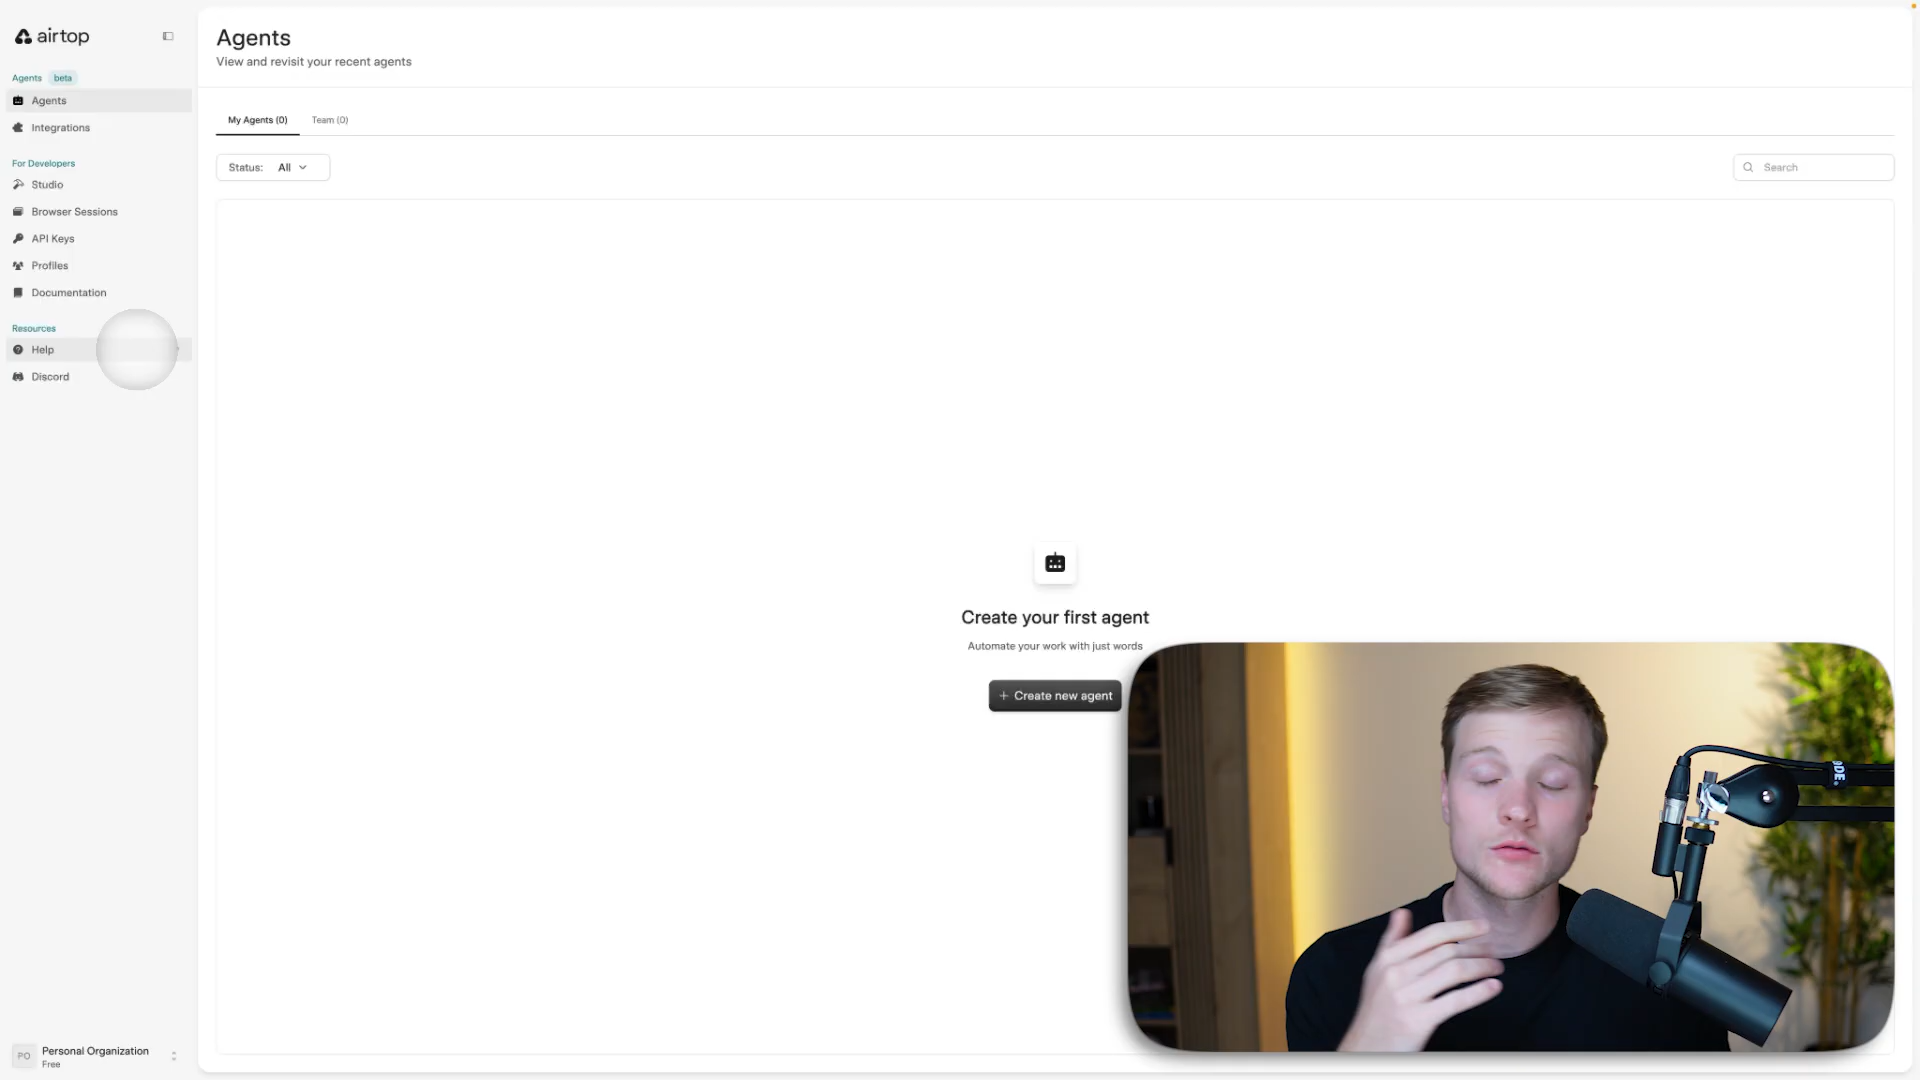 airtop
Agents beta
Agents
Integrations
For Developers
Studio
Browser Sessions
API Keys
Profiles
Documentation
Resources
Help
Discord
PO
Personal Organization
Free
Agents
View and revisit your recent agents
My Agents (0)
Team (0)
Status: All
Search
Create your first agent
Automate your work with just words
+ Create new agent